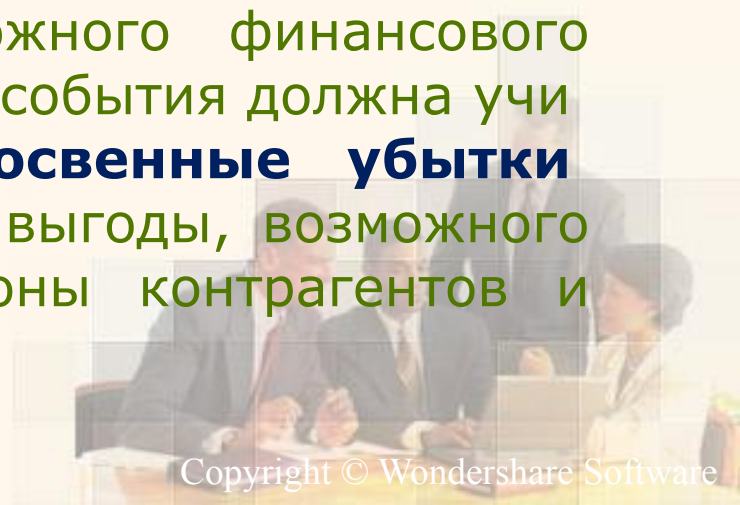 ожного финансового
события должна учи
освенные убытки
выгоды, возможного
оны контрагентов и
Copyright © Wondershare Software